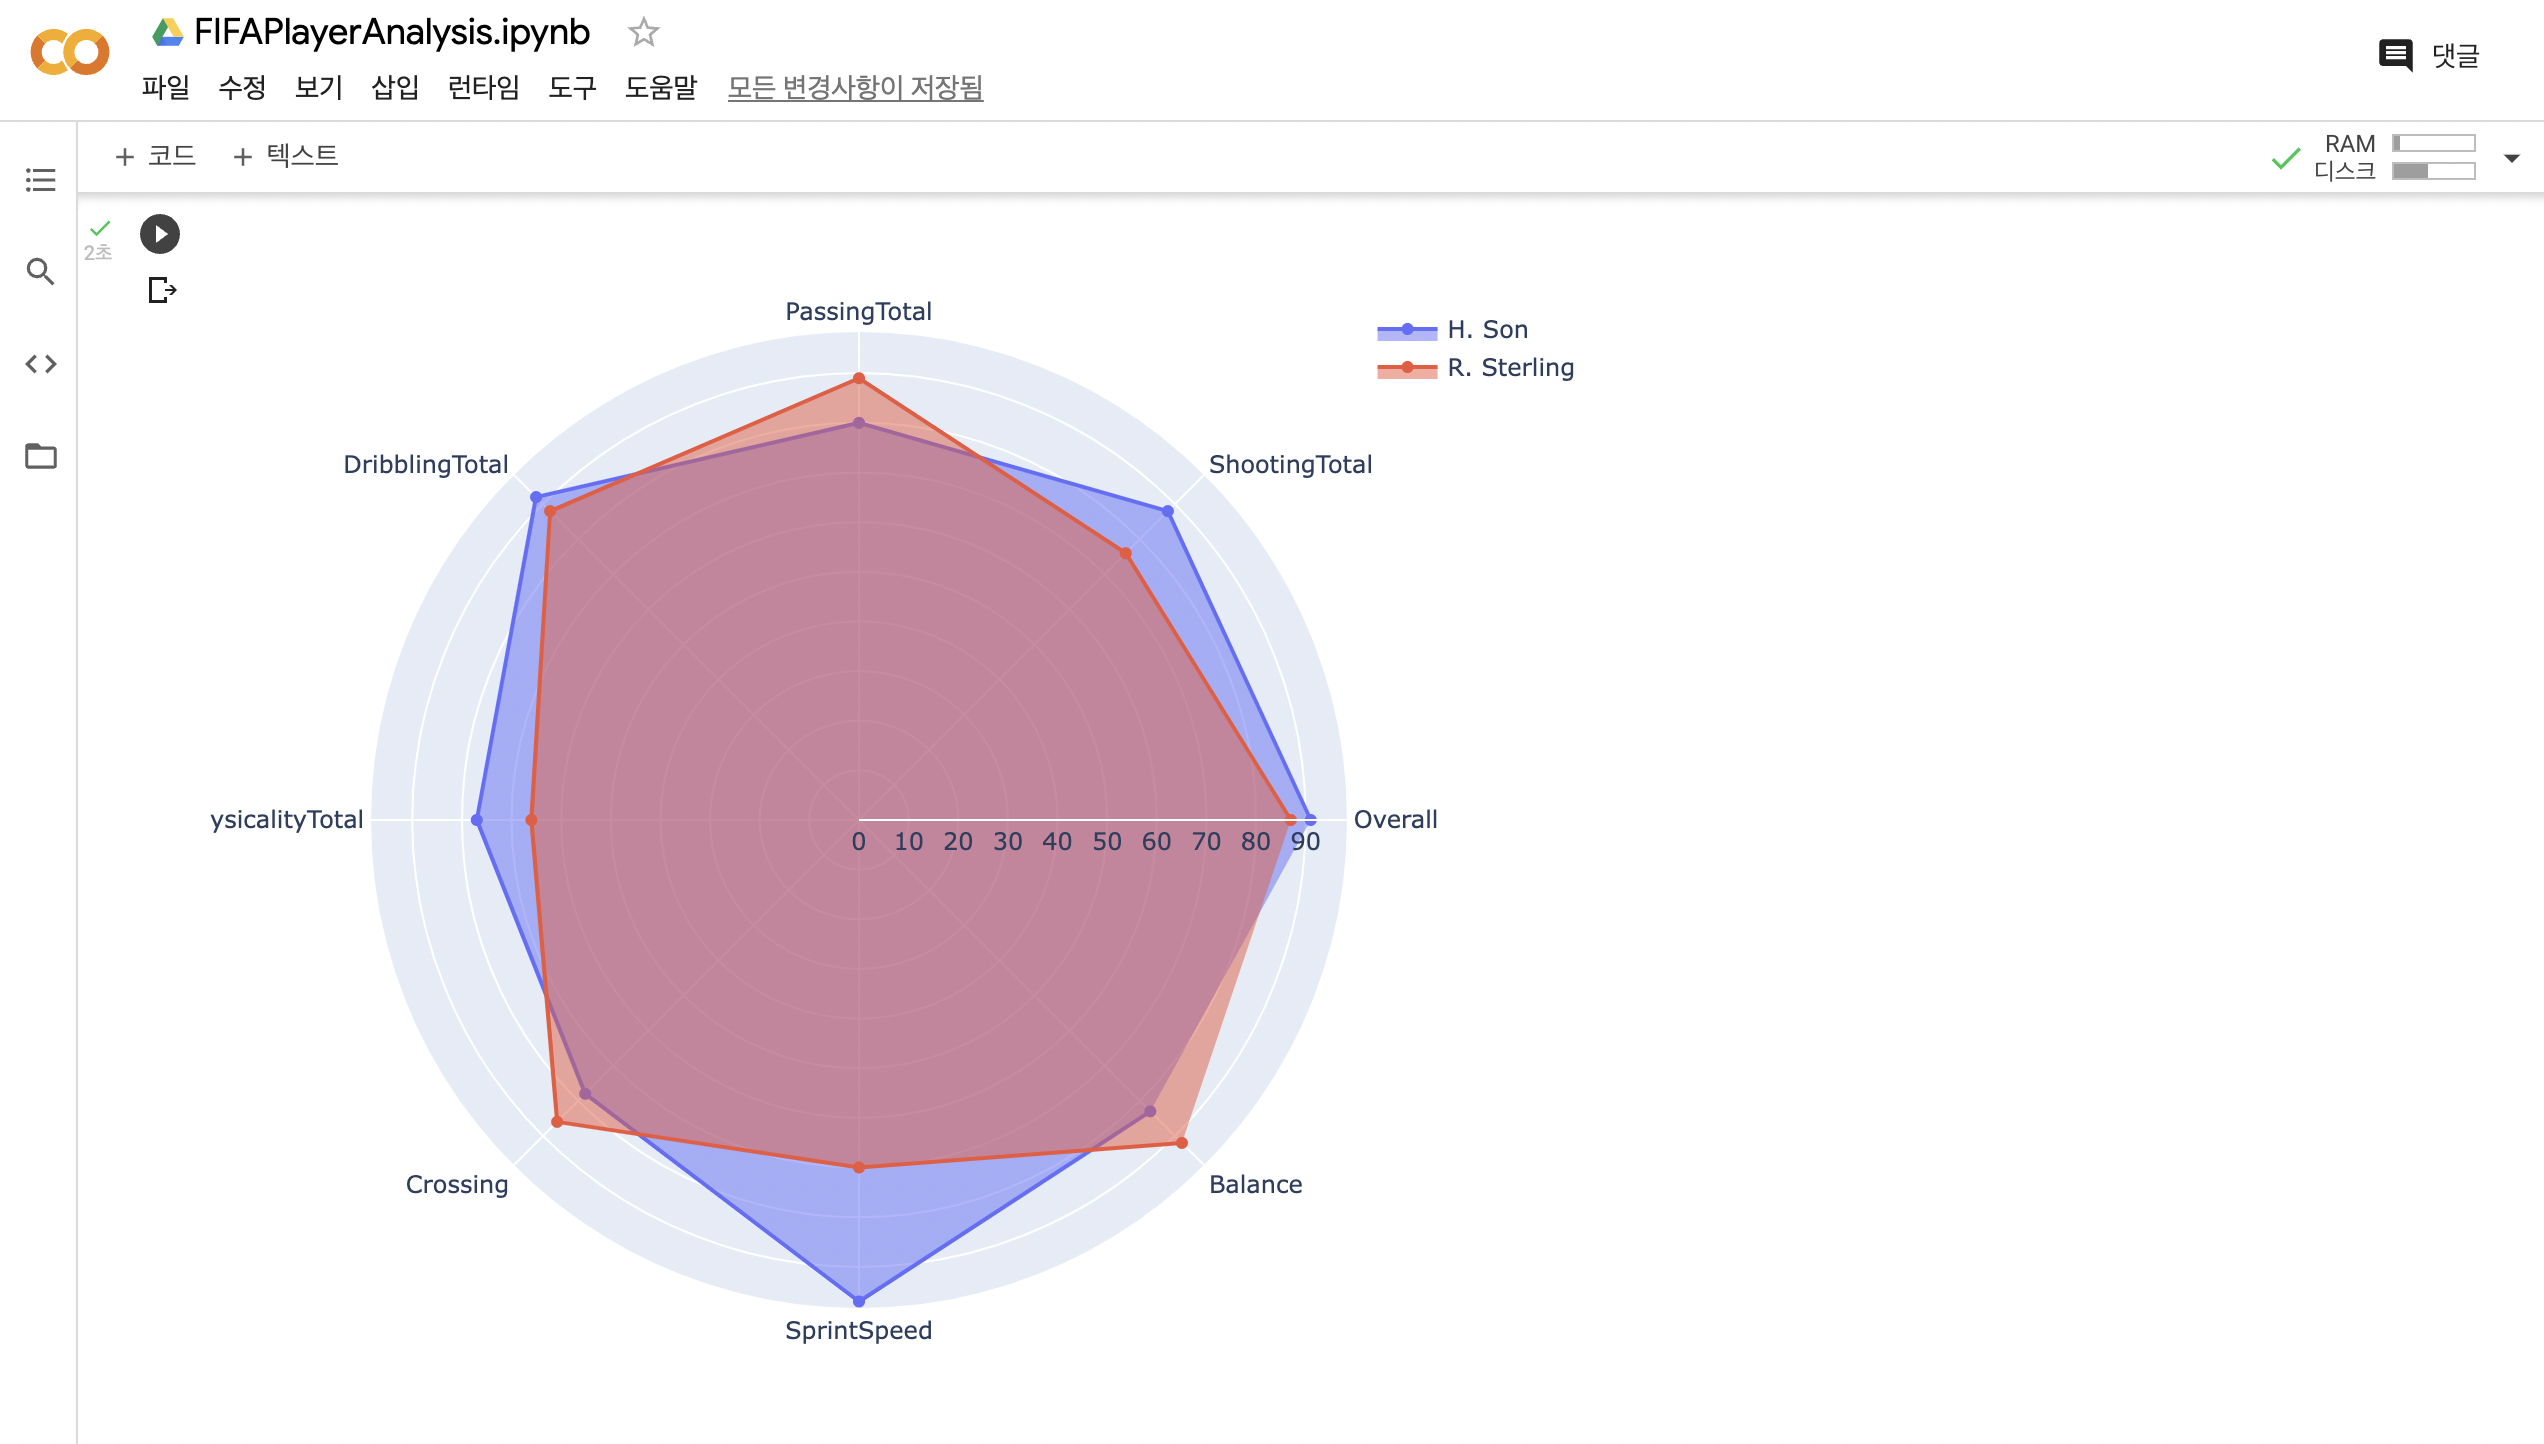 FIFAPlayerAnalysis.ipynb
파일 수정 보기 삽입 런타임 도구 도움말 모든 변경사항이 저장됨
댓글
+ 코드 + 텍스트
RAM
디스크
2초
PassingTotal
H. Son
R. Sterling
DribblingTotal
ShootingTotal
ysicalityTotal
Overall
0 10 20 30 40 50 60 70 80 90
Crossing
Balance
SprintSpeed